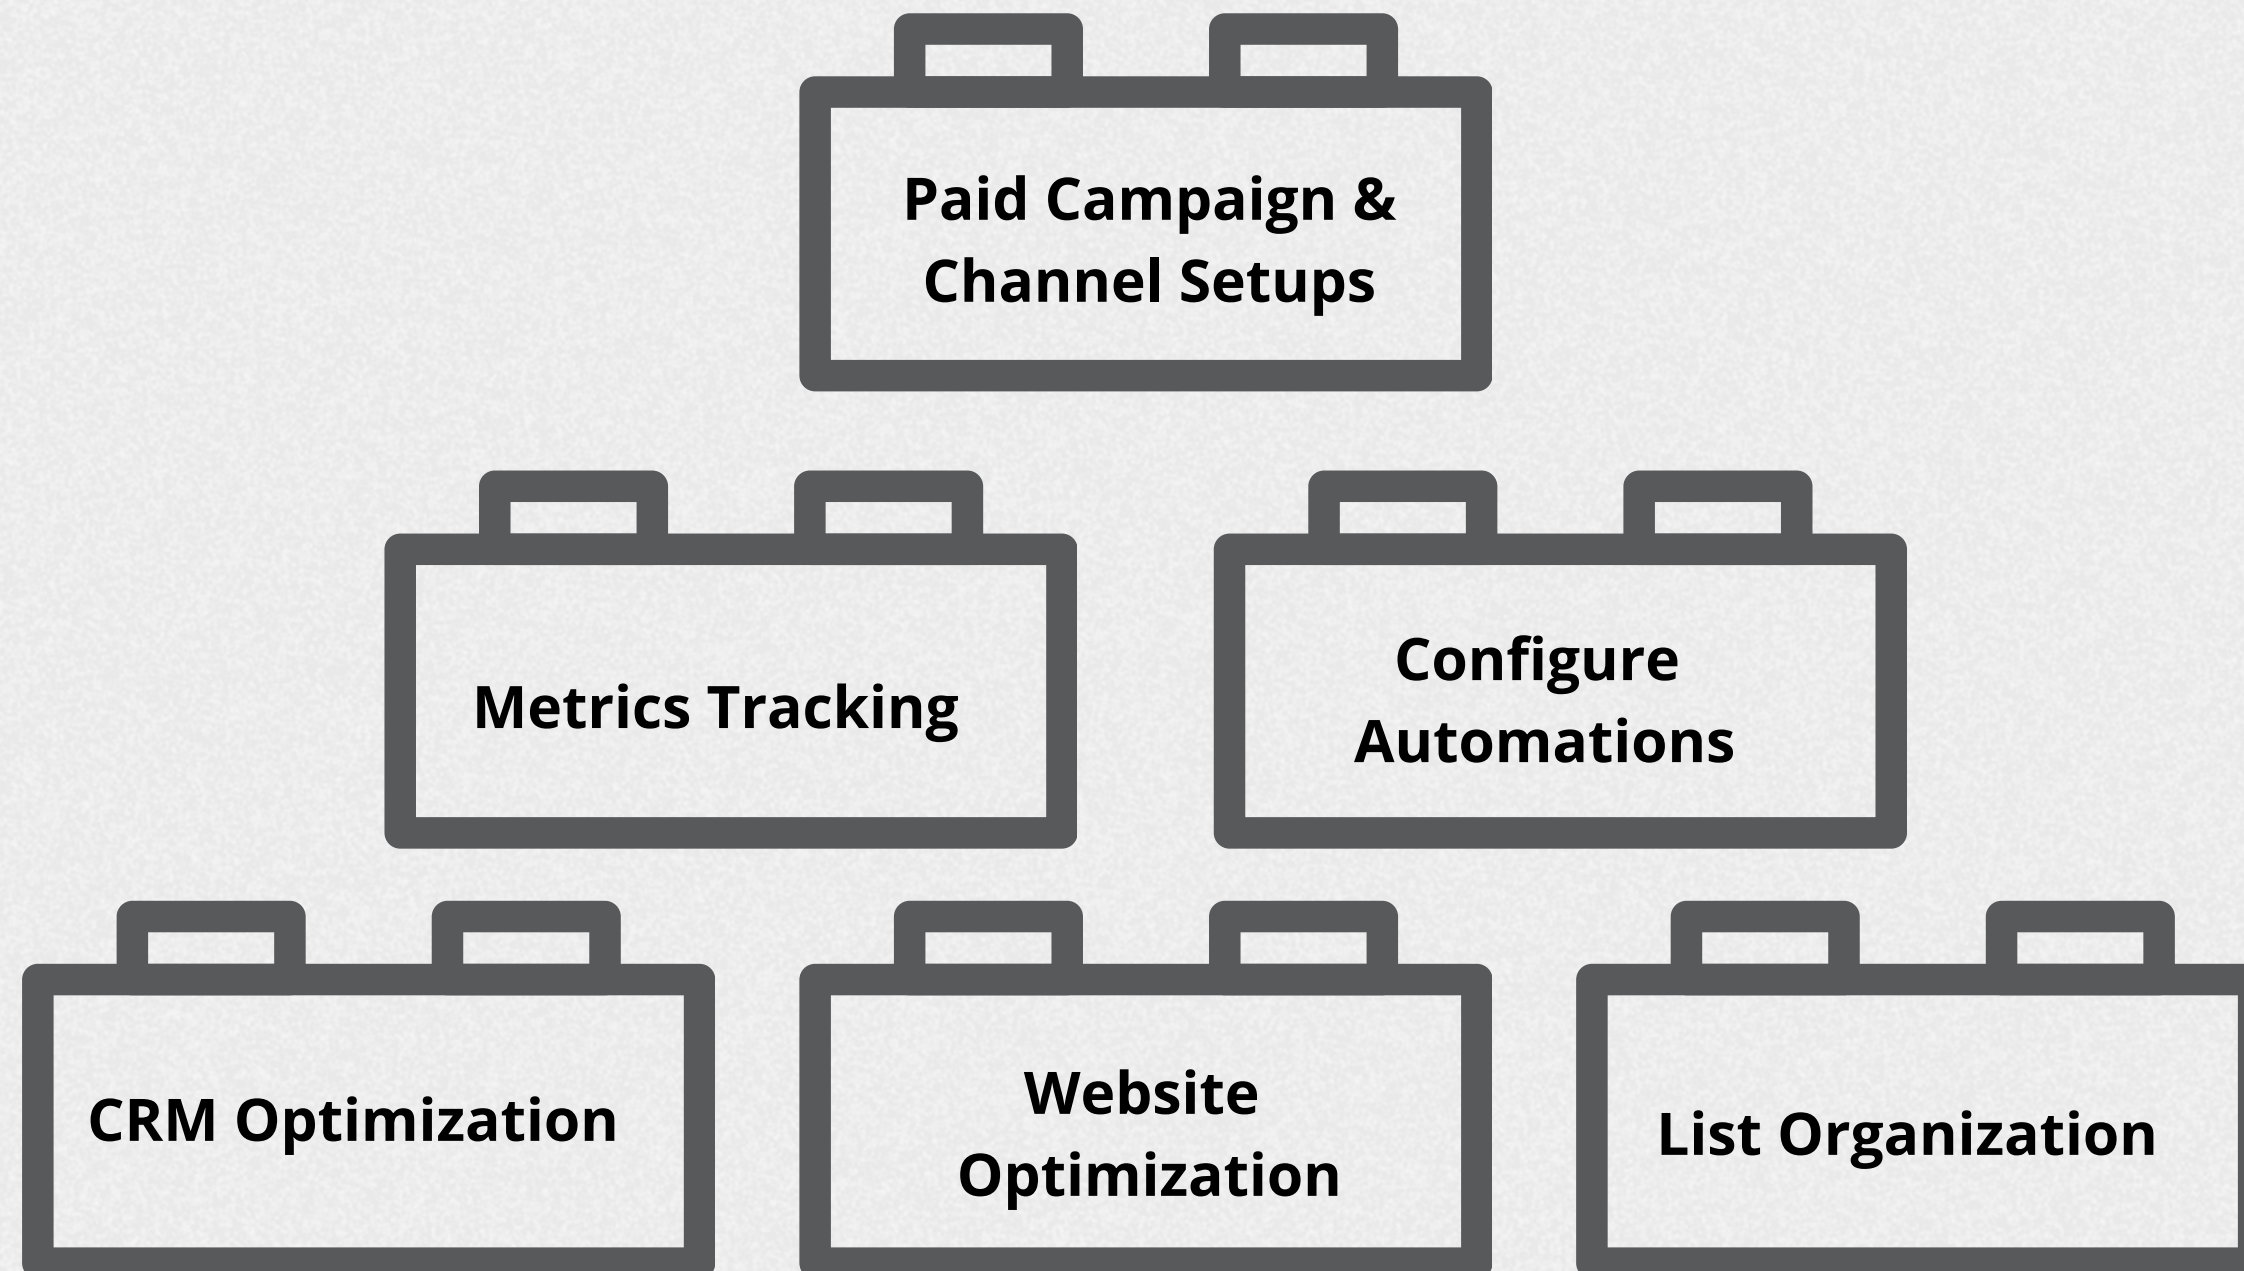 Paid Campaign &
Channel Setups
Metrics Tracking
Configure
Automations
CRM Optimization
Website
Optimization
List Organization